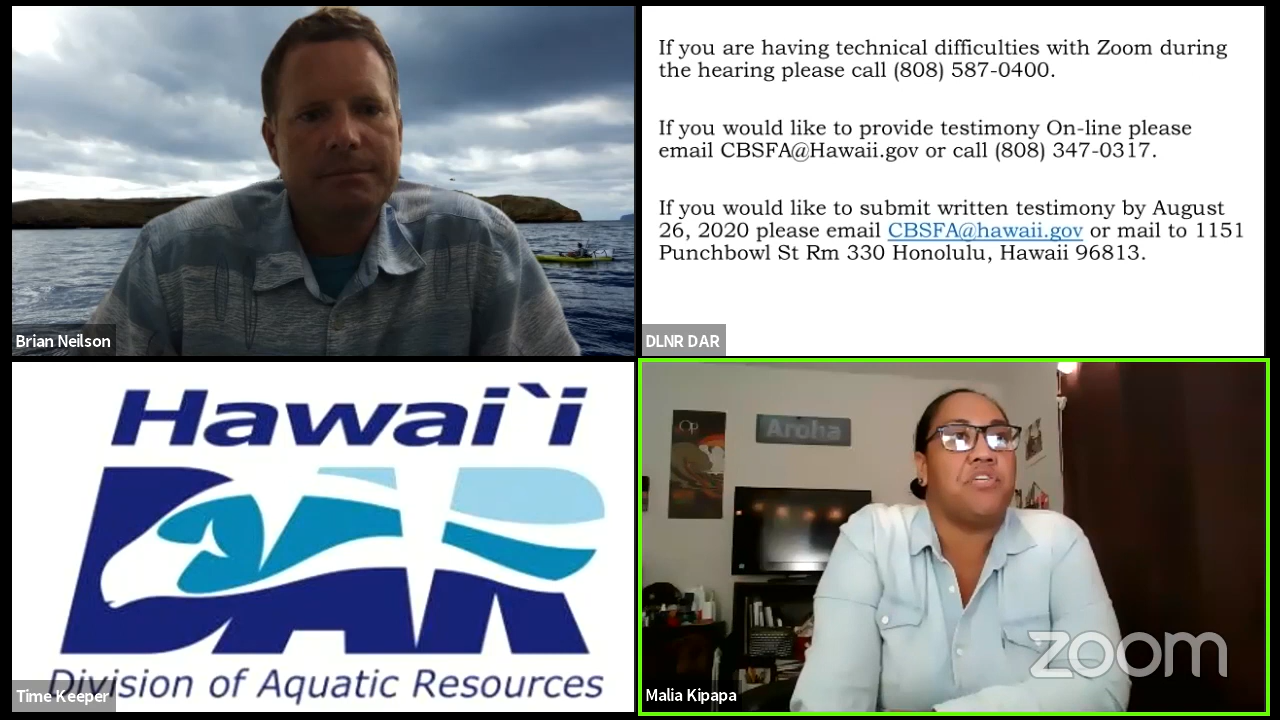 If you are having technical difficulties with Zoom during
the hearing please call (808) 587-0400.
If you would like to provide testimony On-line please
email CBSFA@Hawaii.gov or call (808) 347-0317.
If you would like to submit written testimony by August
26, 2020 please email CBSFA@hawaii.gov or mail to 1151
Punchbowl St Rm 330 Honolulu, Hawaii 96813.
Brian Neilson
DLNR DAR
Hawai`i
DAR
Division of Aquatic Resources
Time Keeper
OP
Aroha
zoom
Malia Kipapa